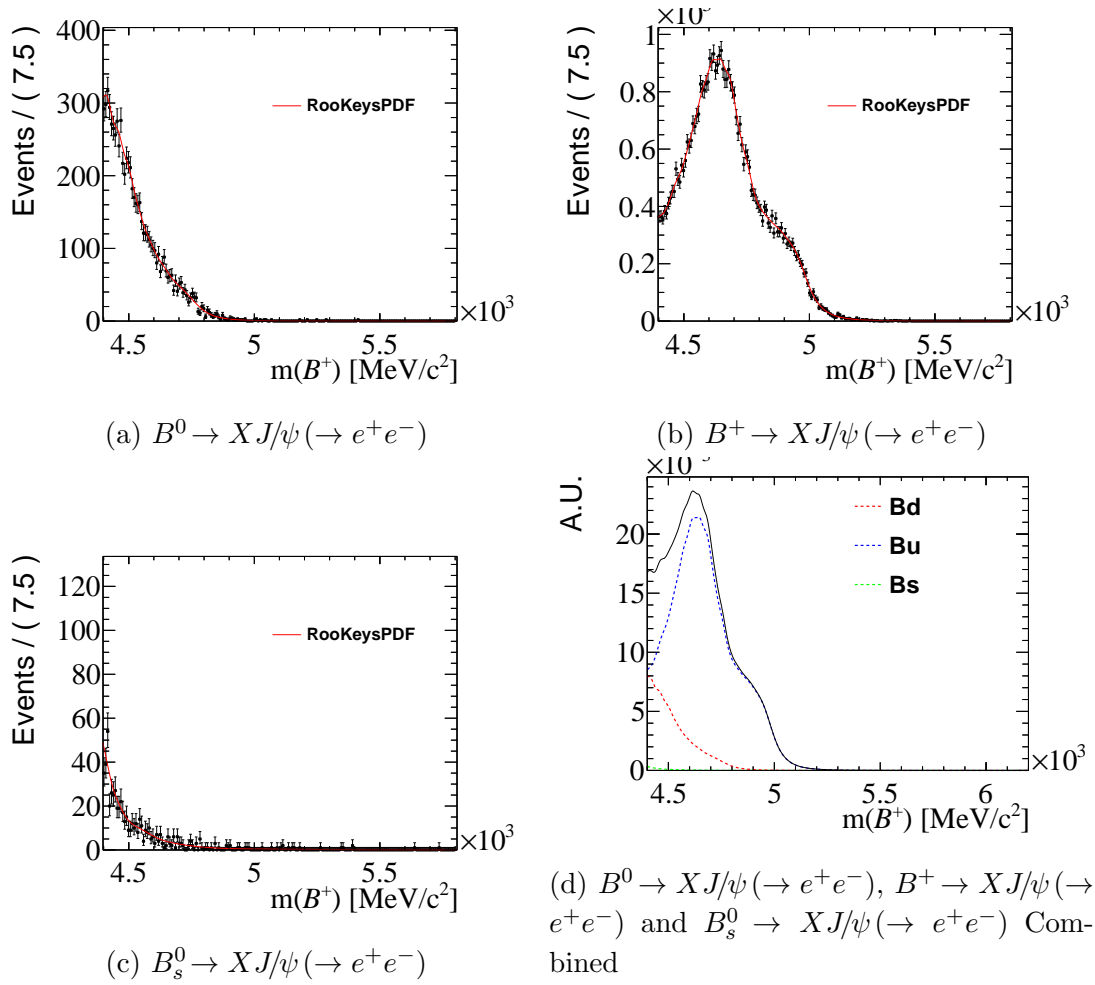 400
300
200
100
0
Events / ( 7.5 )
RooKeysPDF
4.5
5
5.5
×10³
m(B⁺) [MeV/c²]
(a) B⁰ → XJ/ψ (→ e⁺e⁻)
1
0.8
0.6
0.4
0.2
0
Events / ( 7.5 )
RooKeysPDF
4.5
5
5.5
×10³
m(B⁺) [MeV/c²]
(b) B⁺ → XJ/ψ (→ e⁺e⁻)
120
100
80
60
40
20
0
Events / ( 7.5 )
RooKeysPDF
4.5
5
5.5
×10³
m(B⁺) [MeV/c²]
(c) B⁰ₛ → XJ/ψ (→ e⁺e⁻)
20
15
10
5
0
A.U.
Bd
Bu
Bs
4.5
5
5.5
6
×10³
m(B⁺) [MeV/c²]
(d) B⁰ → XJ/ψ (→ e⁺e⁻), B⁺ → XJ/ψ (→
e⁺e⁻) and B⁰ₛ → XJ/ψ (→ e⁺e⁻) Com-
bined